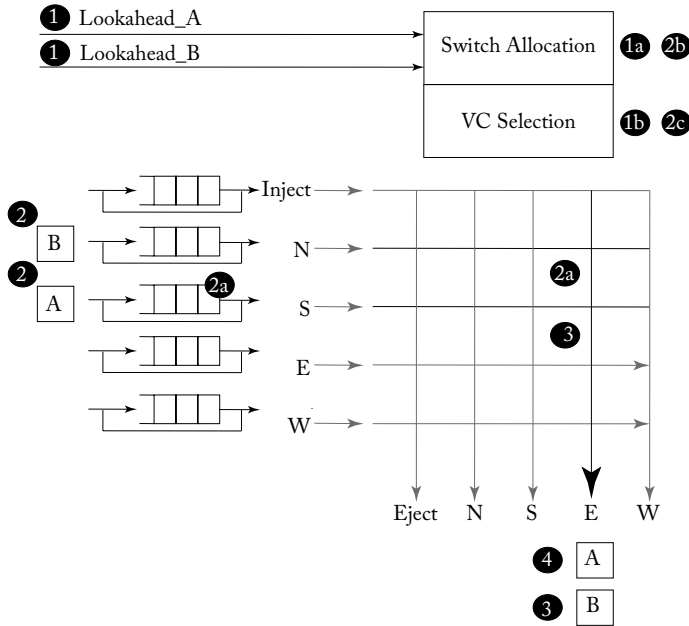 1 Lookahead_A
1 Lookahead_B
Switch Allocation 1a 2b
VC Selection 1b 2c
Inject
2
B
N
2
2a
2a
A
S
3
E
W
Eject N S E W
4 A
3 B